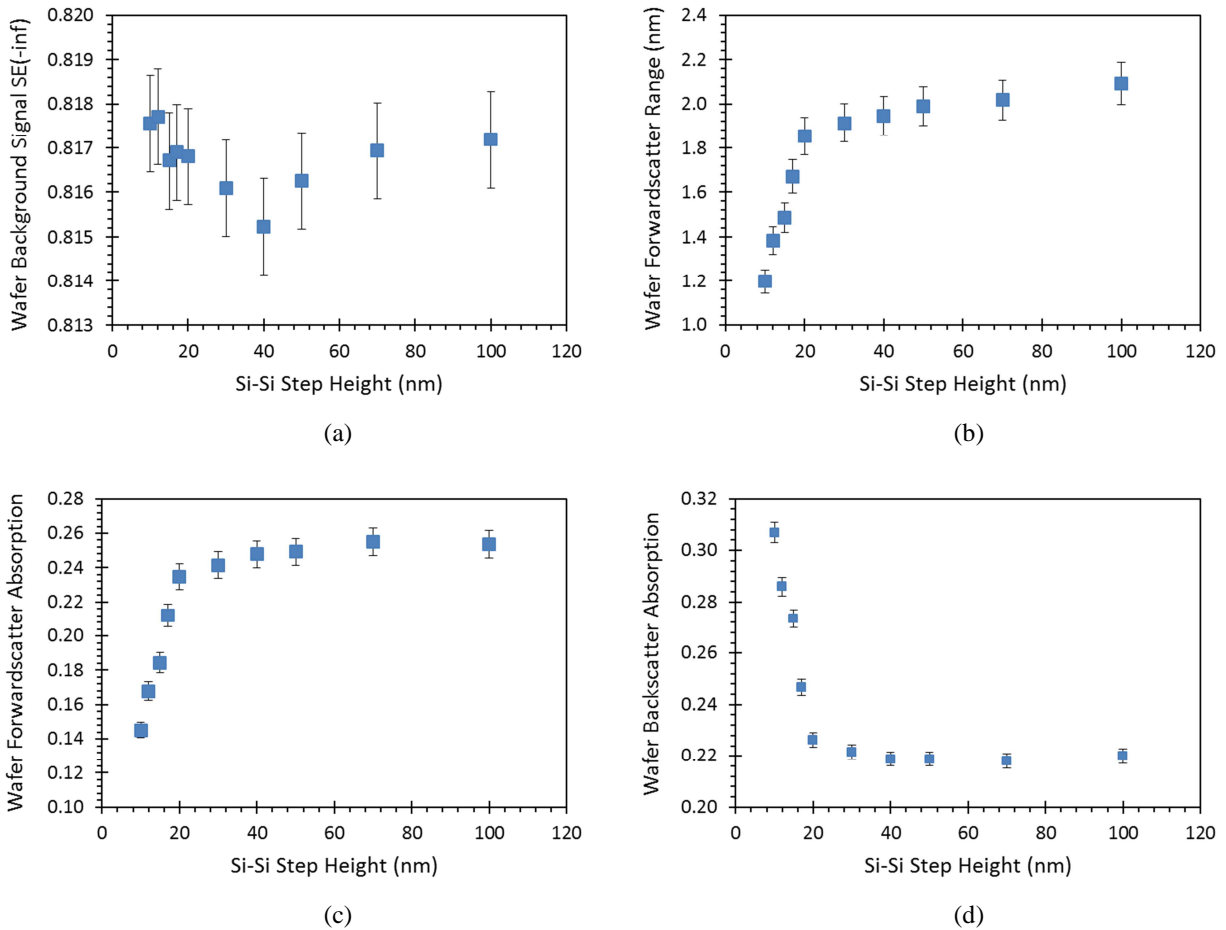 Wafer Background Signal SE(-inf)
0.820
0.819
0.818
0.817
0.816
0.815
0.814
0.813
0 20 40 60 80 100 120
Si-Si Step Height (nm)
(a)
Wafer Forwardscatter Range (nm)
2.4
2.2
2.0
1.8
1.6
1.4
1.2
1.0
0 20 40 60 80 100 120
Si-Si Step Height (nm)
(b)
Wafer Forwardscatter Absorption
0.28
0.26
0.24
0.22
0.20
0.18
0.16
0.14
0.12
0.10
0 20 40 60 80 100 120
Si-Si Step Height (nm)
(c)
Wafer Backscatter Absorption
0.32
0.30
0.28
0.26
0.24
0.22
0.20
0 20 40 60 80 100 120
Si-Si Step Height (nm)
(d)